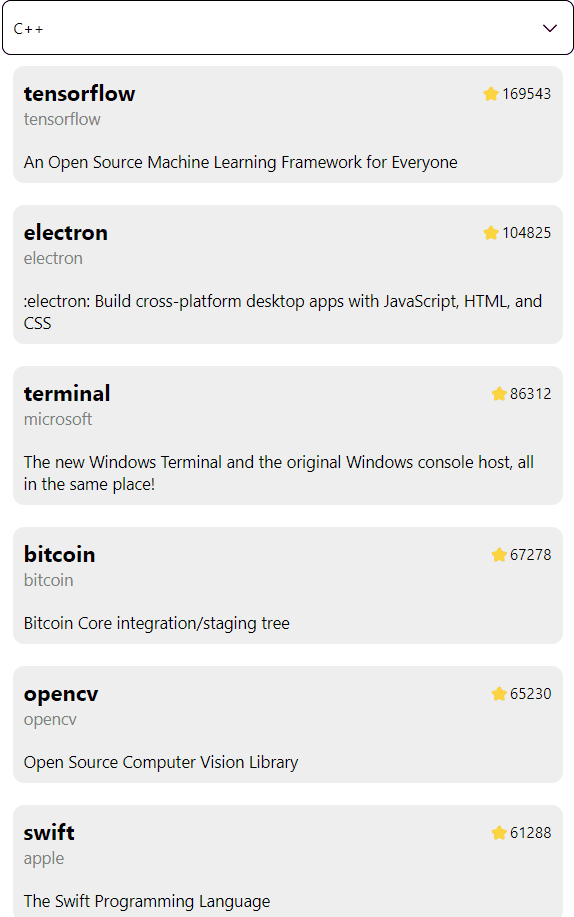 C++
tensorflow
169543
tensorflow
An Open Source Machine Learning Framework for Everyone
electron
104825
electron
:electron: Build cross-platform desktop apps with JavaScript, HTML, and
CSS
terminal
86312
microsoft
The new Windows Terminal and the original Windows console host, all
in the same place!
bitcoin
67278
bitcoin
Bitcoin Core integration/staging tree
opencv
65230
opencv
Open Source Computer Vision Library
swift
61288
apple
The Swift Programming Language